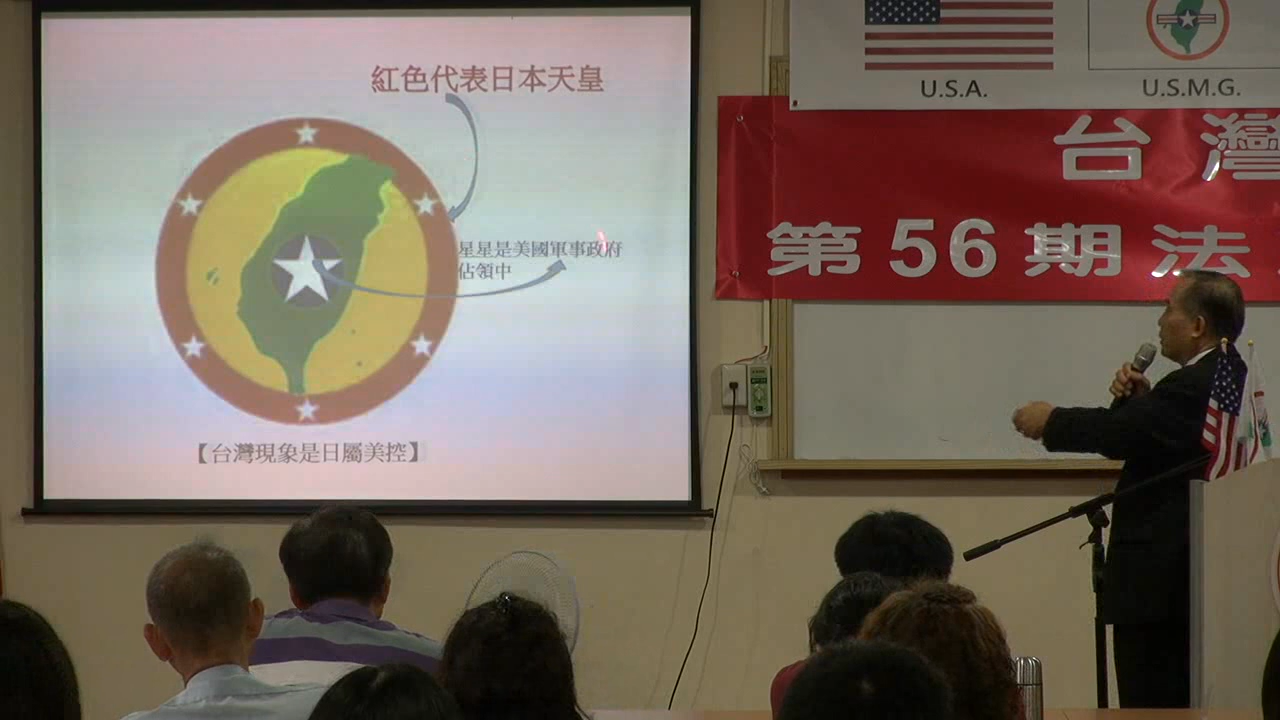 紅色代表日本天皇
星星是美國軍事政府
佔領中
【台灣現象是日屬美控】
U.S.A.
U.S.M.G.
台灣
第56期法